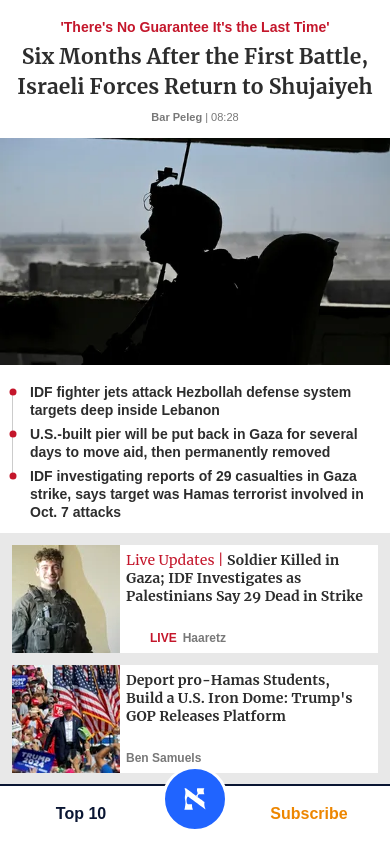 'There's No Guarantee It's the Last Time'
Six Months After the First Battle,
Israeli Forces Return to Shujaiyeh
Bar Peleg | 08:28
IDF fighter jets attack Hezbollah defense system
targets deep inside Lebanon
U.S.-built pier will be put back in Gaza for several
days to move aid, then permanently removed
IDF investigating reports of 29 casualties in Gaza
strike, says target was Hamas terrorist involved in
Oct. 7 attacks
Live Updates | Soldier Killed in
Gaza; IDF Investigates as
Palestinians Say 29 Dead in Strike
LIVE Haaretz
Deport pro-Hamas Students,
Build a U.S. Iron Dome: Trump's
GOP Releases Platform
TRUMP
2024
TRUMP
2024
Ben Samuels
Top 10
א
Subscribe